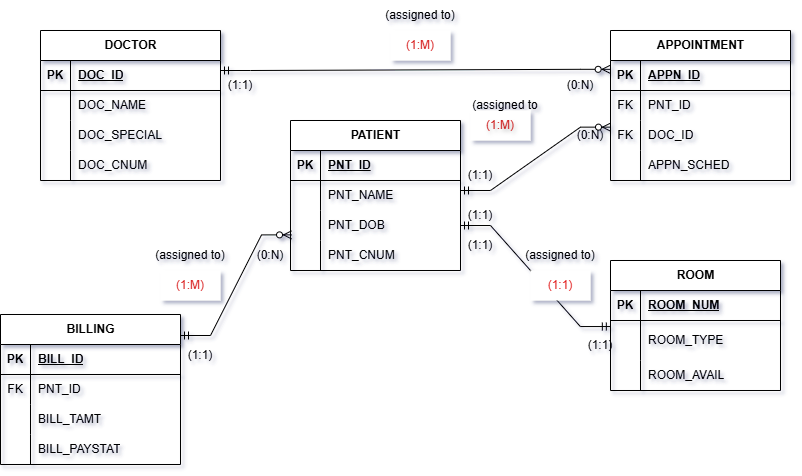 (assigned to)
(1:M)
DOCTOR
PK DOC_ID
DOC_NAME
DOC_SPECIAL
DOC_CNUM
(1:1)
(0:N)
APPOINTMENT
PK APPN_ID
FK PNT_ID
FK DOC_ID
APPN_SCHED
(assigned to
(1:M)
(0:N)
(1:1)
PATIENT
PK PNT_ID
PNT_NAME
PNT_DOB
PNT_CNUM
(1:1)
(1:1)
(assigned to)
(1:1)
(1:1)
(assigned to)
(1:M)
(0:N)
(1:1)
ROOM
PK ROOM_NUM
ROOM_TYPE
ROOM_AVAIL
BILLING
PK BILL_ID
FK PNT_ID
BILL_TAMT
BILL_PAYSTAT